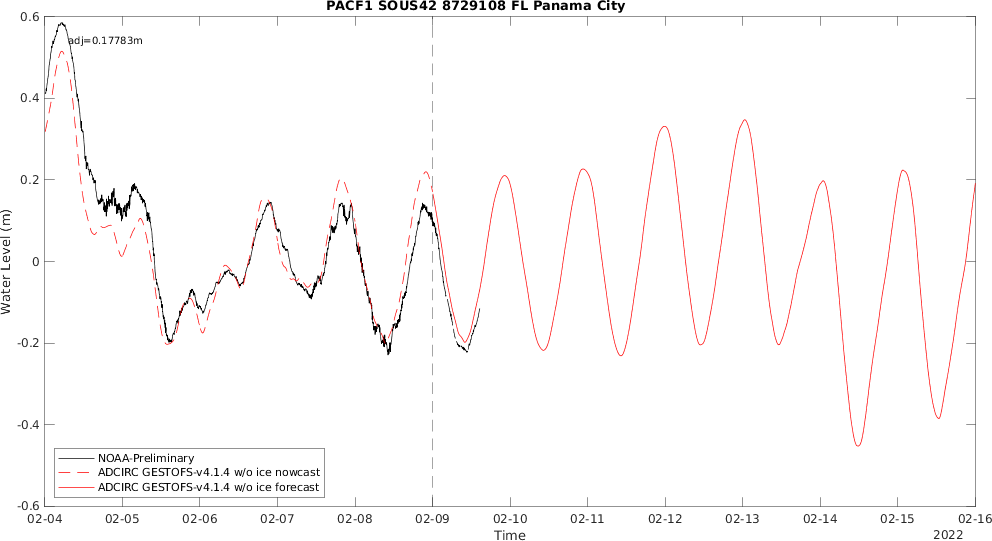 PACF1 SOUS42 8729108 FL Panama City
adj=0.17783m
0.6
0.4
0.2
0
-0.2
-0.4
-0.6
Water Level (m)
NOAA-Preliminary
ADCIRC GESTOFS-v4.1.4 w/o ice nowcast
ADCIRC GESTOFS-v4.1.4 w/o ice forecast
02-04 02-05 02-06 02-07 02-08 02-09 02-10 02-11 02-12 02-13 02-14 02-15 02-16
Time
2022